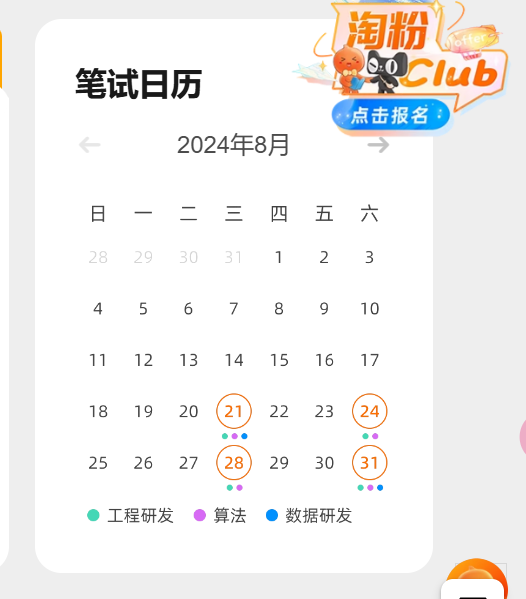 淘粉
Club
点击报名
笔试日历
2024年8月
日 一 二 三 四 五 六
28 29 30 31 1 2 3
4 5 6 7 8 9 10
11 12 13 14 15 16 17
18 19 20 21 22 23 24
25 26 27 28 29 30 31
工程研发 算法 数据研发